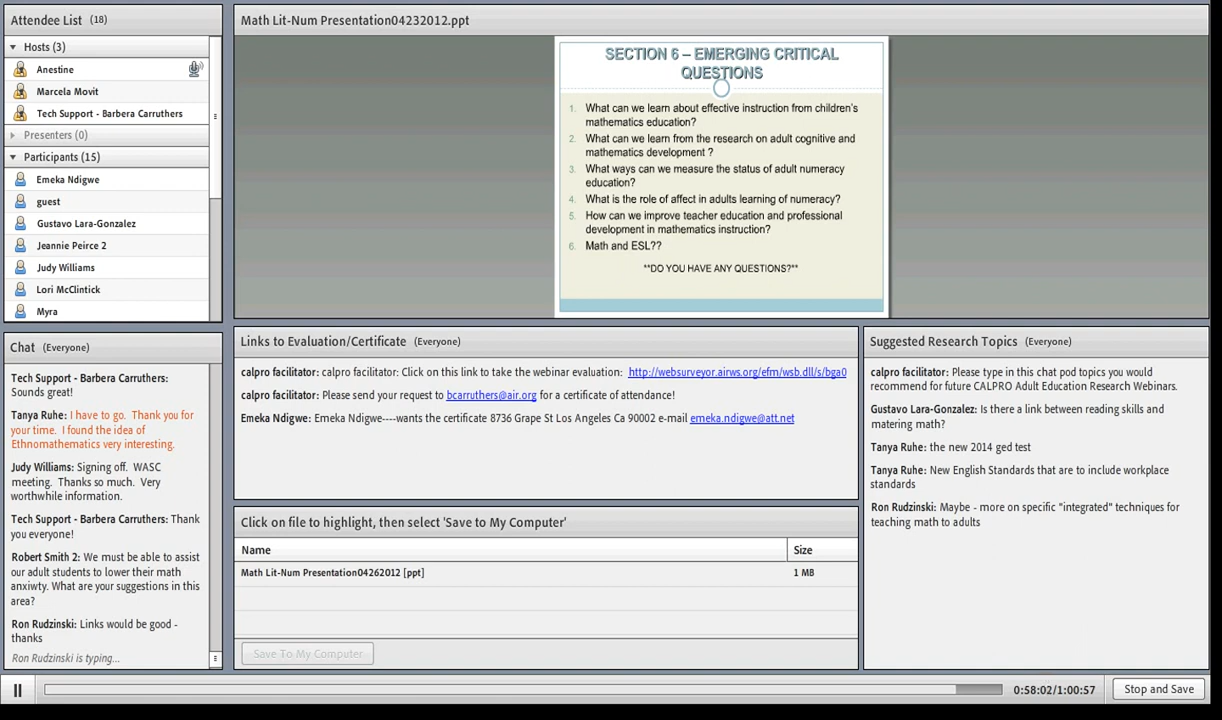 Attendee List (18)
Hosts (3)
Anestine
Marcela Movit
Tech Support - Barbera Carruthers
Presenters (0)
Participants (15)
Emeka Ndigwe
guest
Gustavo Lara-Gonzalez
Jeannie Peirce 2
Judy Williams
Lori McClintick
Myra
Math Lit-Num Presentation04232012.ppt
SECTION 6 – EMERGING CRITICAL
QUESTIONS
1. What can we learn about effective instruction from children's
mathematics education?
2. What can we learn from the research on adult cognitive and
mathematics development ?
3. What ways can we measure the status of adult numeracy
education?
4. What is the role of affect in adults learning of numeracy?
5. How can we improve teacher education and professional
development in mathematics instruction?
6. Math and ESL??
**DO YOU HAVE ANY QUESTIONS?**
Chat (Everyone)
Tech Support - Barbera Carruthers:
Sounds great!
Tanya Ruhe: I have to go. Thank you for
your time. I found the idea of
Ethnomathematics very interesting.
Judy Williams: Signing off. WASC
meeting. Thanks so much. Very
worthwhile information.
Tech Support - Barbera Carruthers: Thank
you everyone!
Robert Smith 2: We must be able to assist
our adult students to lower their math
anxiwty. What are your suggestions in this
area?
Ron Rudzinski: Links would be good -
thanks
Ron Rudzinski is typing...
Links to Evaluation/Certificate (Everyone)
calpro facilitator: calpro facilitator: Click on this link to take the webinar evaluation: http://websurveyor.airws.org/efm/wsb.dll/s/bga0
calpro facilitator: Please send your request to bcarruthers@air.org for a certificate of attendance!
Emeka Ndigwe: Emeka Ndigwe----wants the certificate 8736 Grape St Los Angeles Ca 90002 e-mail emeka.ndigwe@att.net
Click on file to highlight, then select 'Save to My Computer'
Name Size
Math Lit-Num Presentation04262012 [ppt] 1 MB
Save To My Computer
Suggested Research Topics (Everyone)
calpro facilitator: Please type in this chat pod topics you would
recommend for future CALPRO Adult Education Research Webinars.
Gustavo Lara-Gonzalez: Is there a link between reading skills and
matering math?
Tanya Ruhe: the new 2014 ged test
Tanya Ruhe: New English Standards that are to include workplace
standards
Ron Rudzinski: Maybe - more on specific "integrated" techniques for
teaching math to adults
0:58:02/1:00:57
Stop and Save